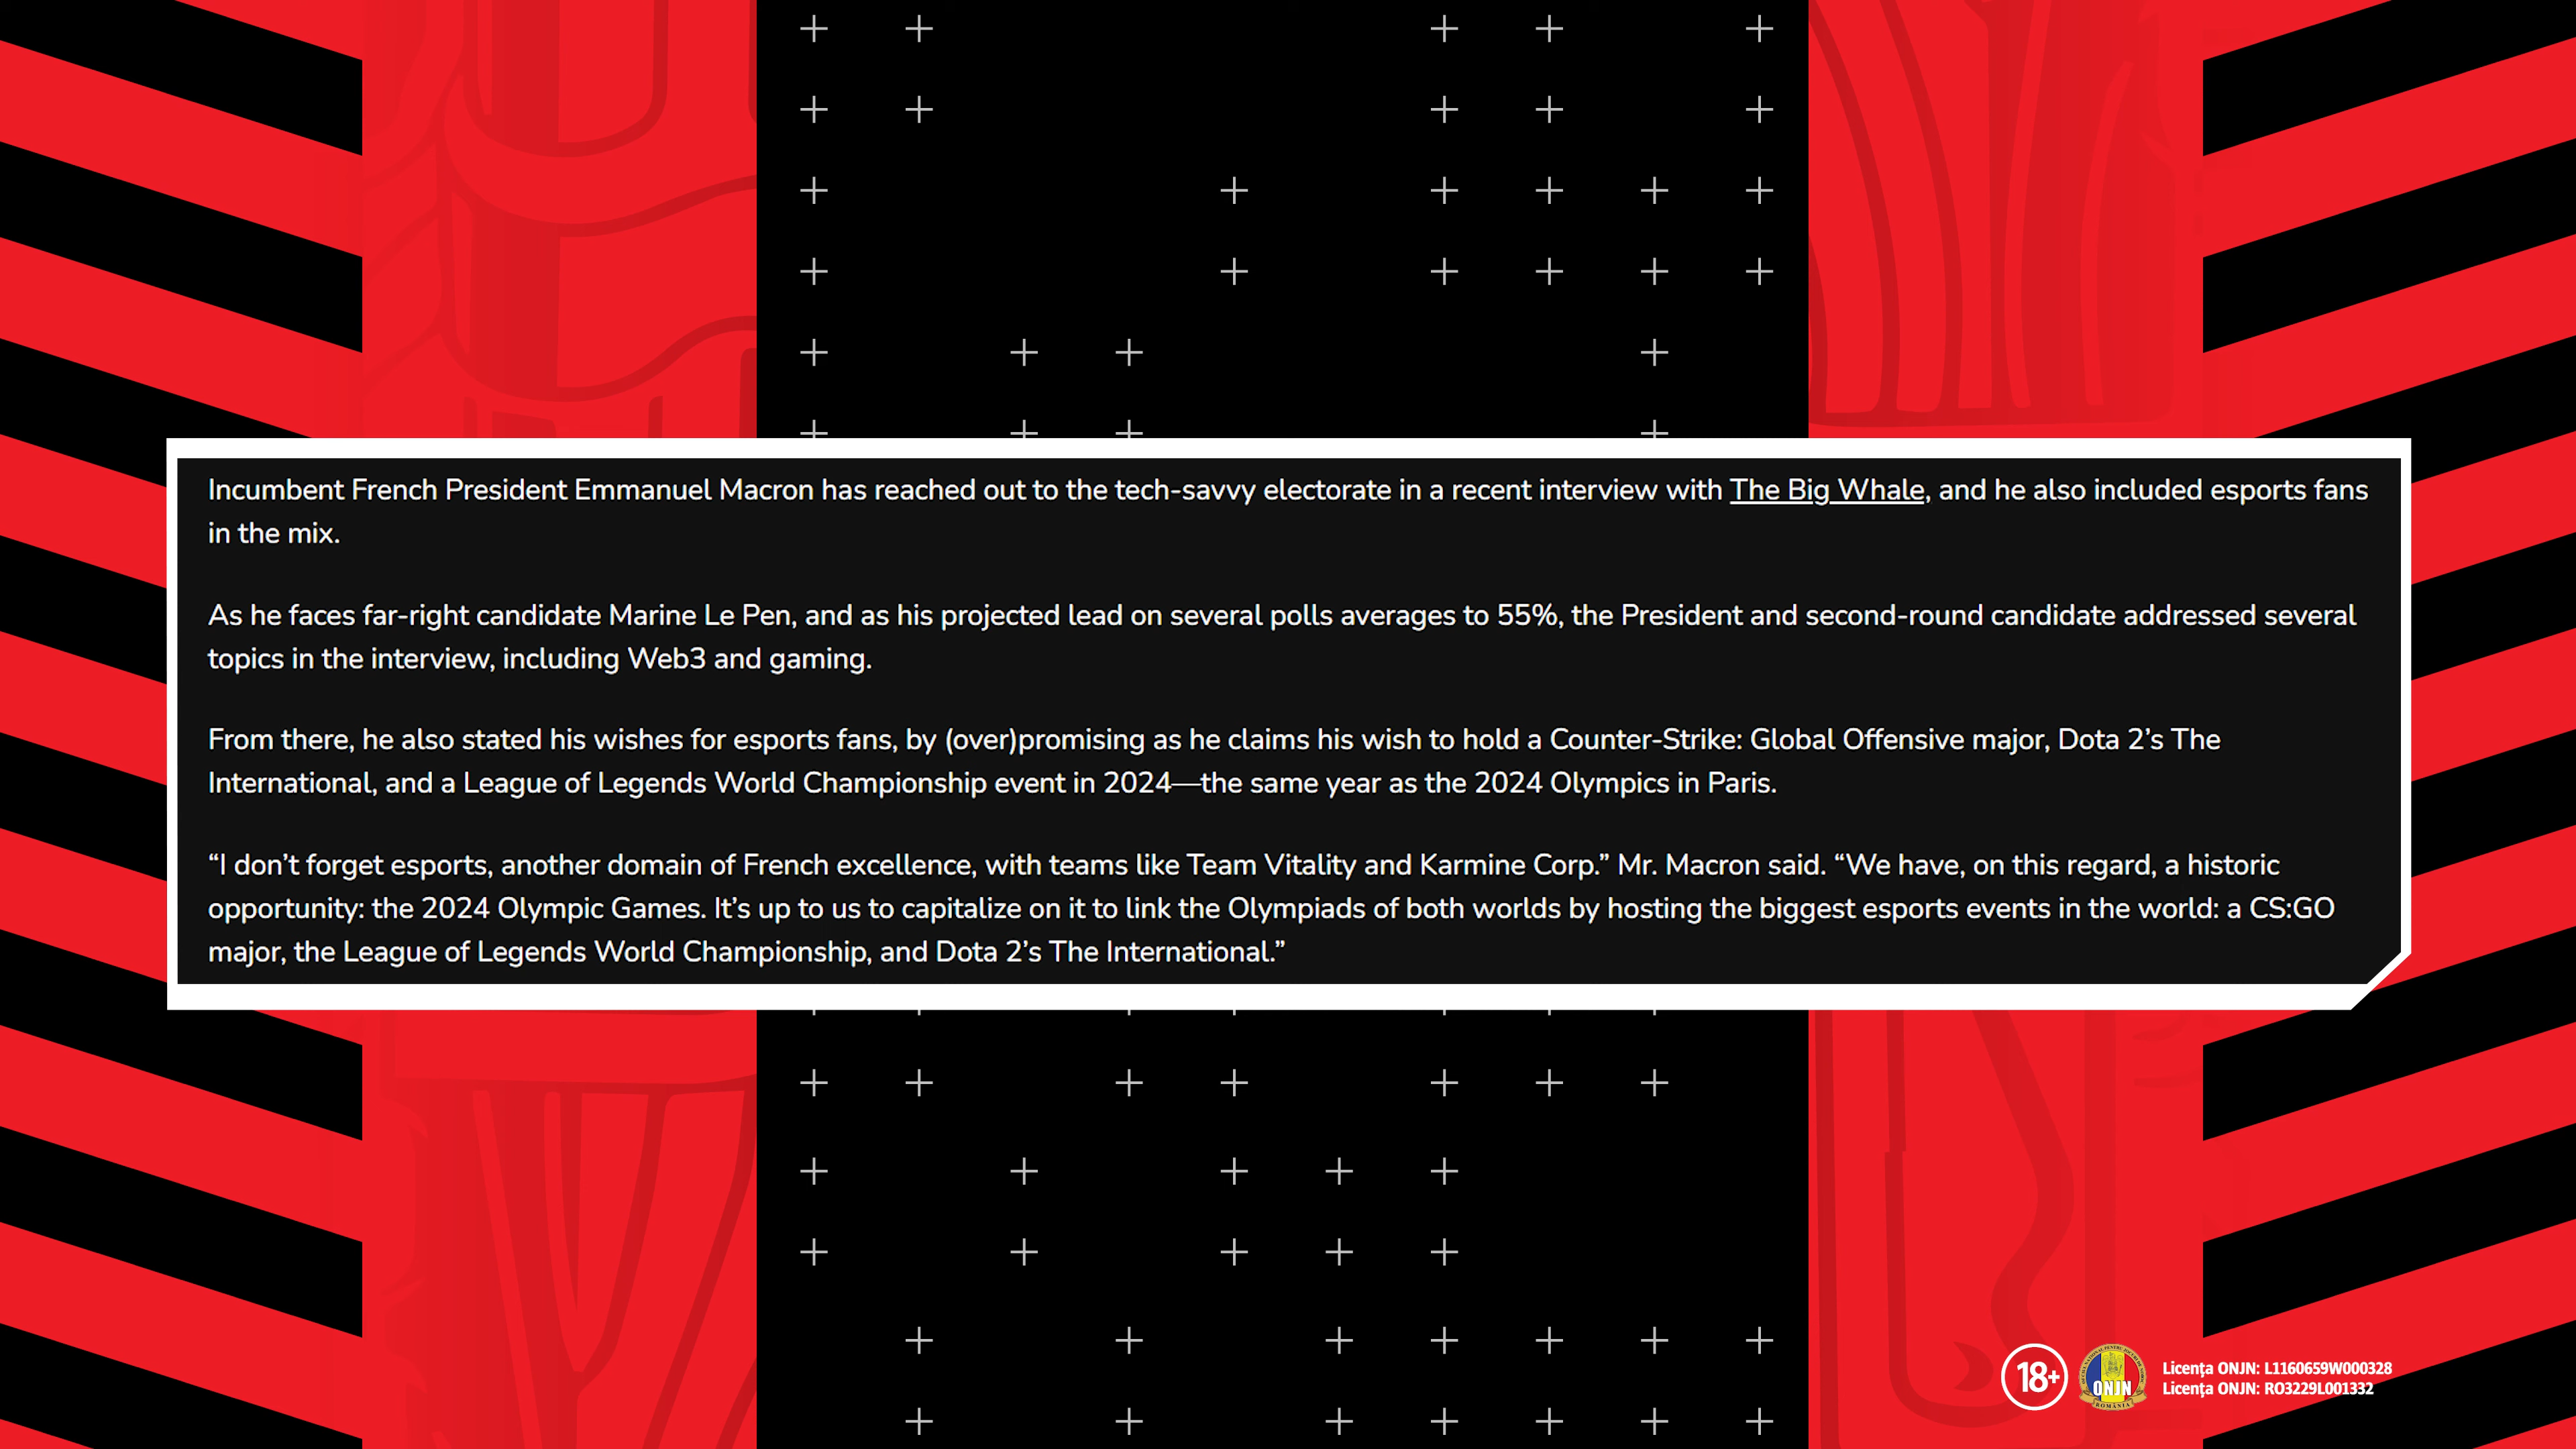 Incumbent French President Emmanuel Macron has reached out to the tech-savvy electorate in a recent interview with The Big Whale, and he also included esports fans
in the mix.
As he faces far-right candidate Marine Le Pen, and as his projected lead on several polls averages to 55%, the President and second-round candidate addressed several
topics in the interview, including Web3 and gaming.
From there, he also stated his wishes for esports fans, by (over)promising as he claims his wish to hold a Counter-Strike: Global Offensive major, Dota 2’s The
International, and a League of Legends World Championship event in 2024—the same year as the 2024 Olympics in Paris.
“I don’t forget esports, another domain of French excellence, with teams like Team Vitality and Karmine Corp.” Mr. Macron said. “We have, on this regard, a historic
opportunity: the 2024 Olympic Games. It’s up to us to capitalize on it to link the Olympiads of both worlds by hosting the biggest esports events in the world: a CS:GO
major, the League of Legends World Championship, and Dota 2’s The International.”
18+
ONJN
ROMÂNIA
Licența ONJN: L1160659W000328
Licența ONJN: RO3229L001332